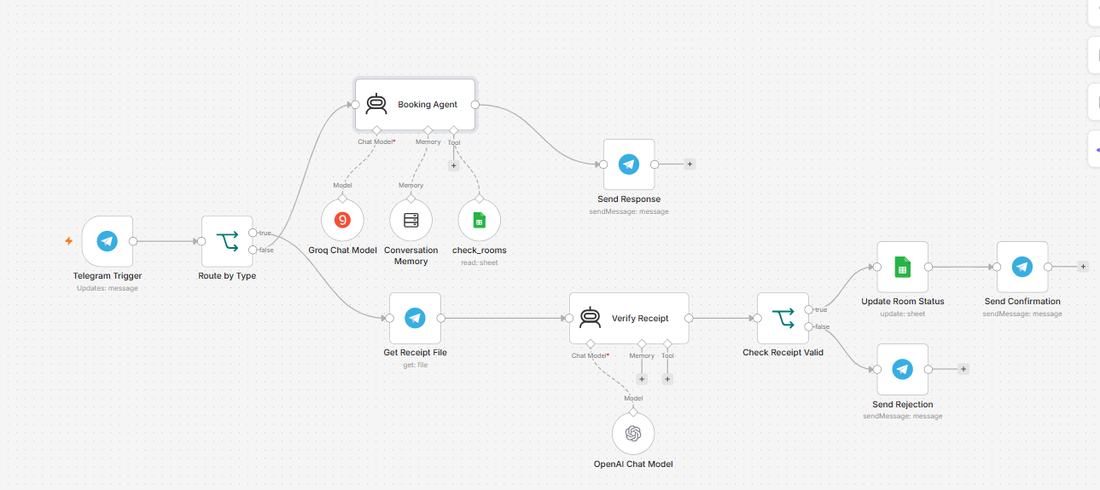 Booking Agent
Chat Model*
Memory
Tool
Model
Memory
Groq Chat Model
Conversation
Memory
check_rooms
read: sheet
Send Response
sendMessage: message
Telegram Trigger
Updates: message
Route by Type
true
false
Get Receipt File
get: file
Verify Receipt
Chat Model*
Memory
Tool
Model
OpenAI Chat Model
Check Receipt Valid
true
false
Update Room Status
update: sheet
Send Confirmation
sendMessage: message
Send Rejection
sendMessage: message